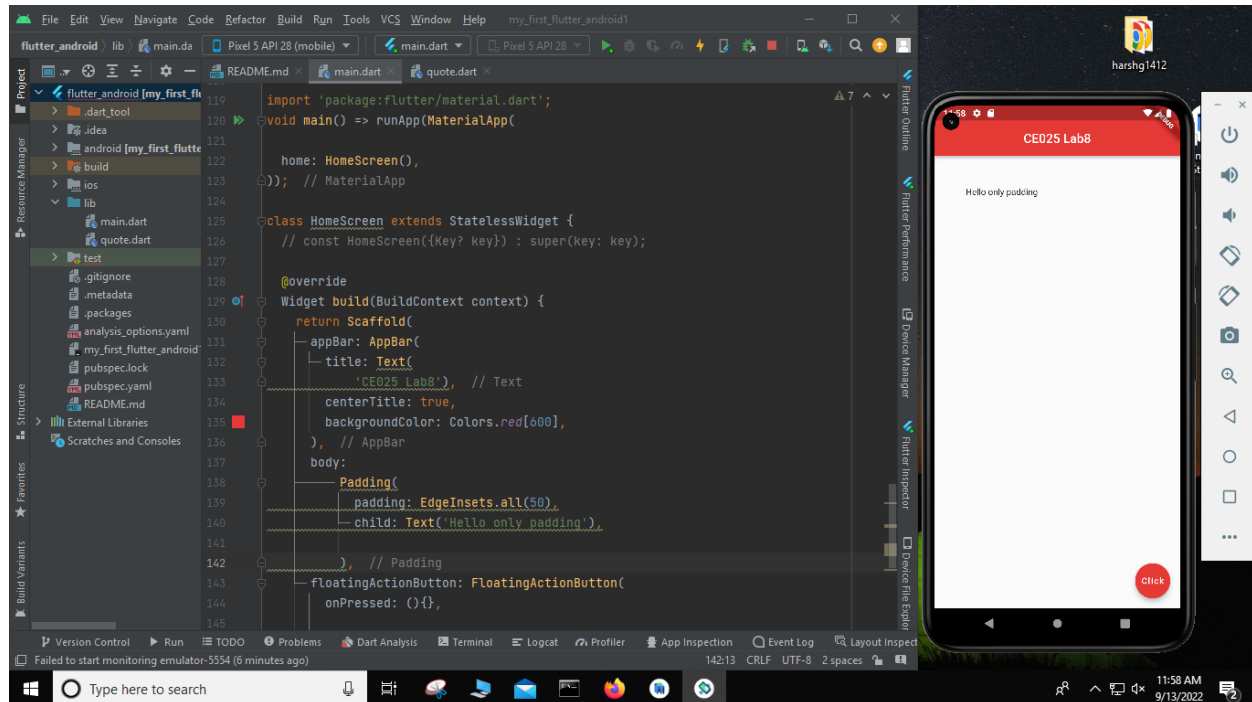 File Edit View Navigate Code Refactor Build Run Tools VCS Window Help my_first_flutter_android1
flutter_android lib main.da Pixel 5 API 28 (mobile) main.dart Pixel 5 API 28
Project
Resource Manager
Structure
Favorites
Build Variants
flutter_android [my_first_flu
.dart_tool
.idea
android [my_first_flutte
build
ios
lib
main.dart
quote.dart
test
.gitignore
.metadata
.packages
analysis_options.yaml
my_first_flutter_android1
pubspec.lock
pubspec.yaml
README.md
External Libraries
Scratches and Consoles
README.md main.dart quote.dart
7
119 import 'package:flutter/material.dart';
120 void main() => runApp(MaterialApp(
121
122 home: HomeScreen(),
123 )); // MaterialApp
124
125 class HomeScreen extends StatelessWidget {
126 // const HomeScreen({Key? key}) : super(key: key);
127
128 @override
129 Widget build(BuildContext context) {
130 return Scaffold(
131 appBar: AppBar(
132 title: Text(
133 'CE025 Lab8'), // Text
134 centerTitle: true,
135 backgroundColor: Colors.red[600],
136 ), // AppBar
137 body:
138 Padding(
139 padding: EdgeInsets.all(50),
140 child: Text('Hello only padding'),
141
142 ), // Padding
143 floatingActionButton: FloatingActionButton(
144 onPressed: (){},
145
Flutter Outline
Flutter Performance
Device Manager
Flutter Inspector
Device File Explor
Version Control Run TODO Problems Dart Analysis Terminal Logcat Profiler App Inspection Event Log Layout Inspect
Failed to start monitoring emulator-5554 (6 minutes ago) 142:13 CRLF UTF-8 2 spaces
harshg1412
11:58
CE025 Lab8
Hello only padding
Click
Type here to search
11:58 AM
9/13/2022
2